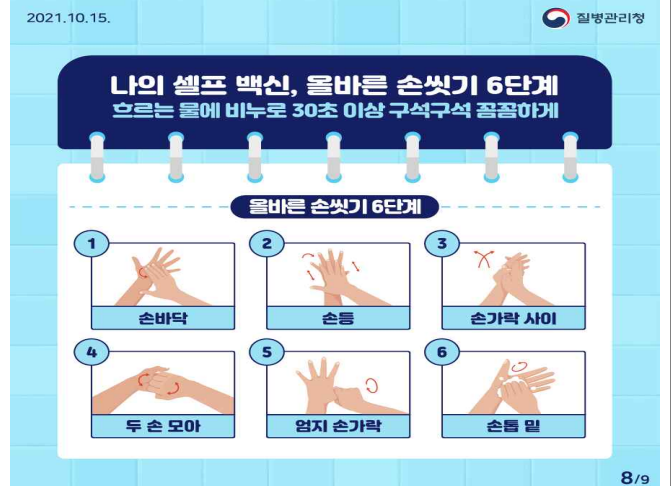 2021.10.15.
질병관리청
나의 셀프 백신, 올바른 손씻기 6단계
흐르는 물에 비누로 30초 이상 구석구석 꼼꼼하게
올바른 손씻기 6단계
1
손바닥
2
손등
3
손가락 사이
4
두 손 모아
5
엄지 손가락
6
손톱 밑
8/9